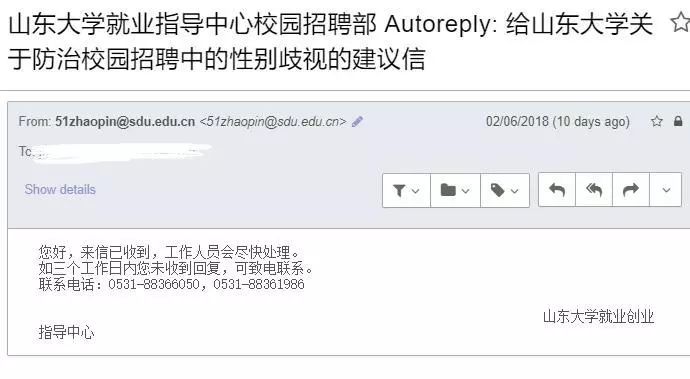 山东大学就业指导中心校园招聘部 Autoreply: 给山东大学关
于防治校园招聘中的性别歧视的建议信
From: 51zhaopin@sdu.edu.cn <51zhaopin@sdu.edu.cn>
02/06/2018 (10 days ago)
To:
Show details
您好，来信已收到，工作人员会尽快处理。
如三个工作日内您未收到回复，可致电联系。
联系电话：0531-88366050，0531-88361986
山东大学就业创业
指导中心